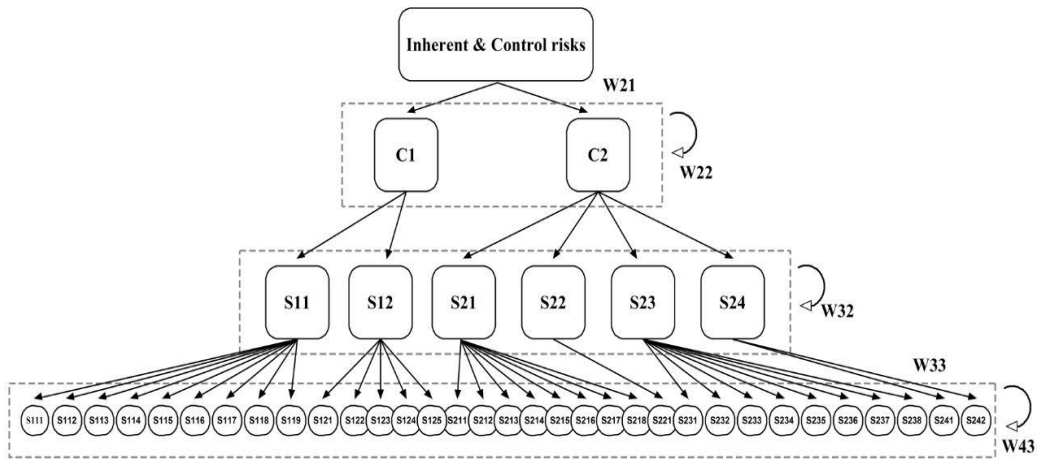 Inherent & Control risks
W21
C1 C2
W22
S11 S12 S21 S22 S23 S24
W32
W33
S111 S112 S113 S114 S115 S116 S117 S118 S119 S121 S122 S123 S124 S125 S211 S212 S213 S214 S215 S216 S217 S218 S221 S231 S232 S233 S234 S235 S236 S237 S238 S241 S242
W43